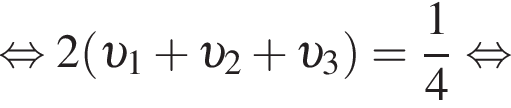 ⇔ 2(υ₁ + υ₂ + υ₃) = 1/4 ⇔